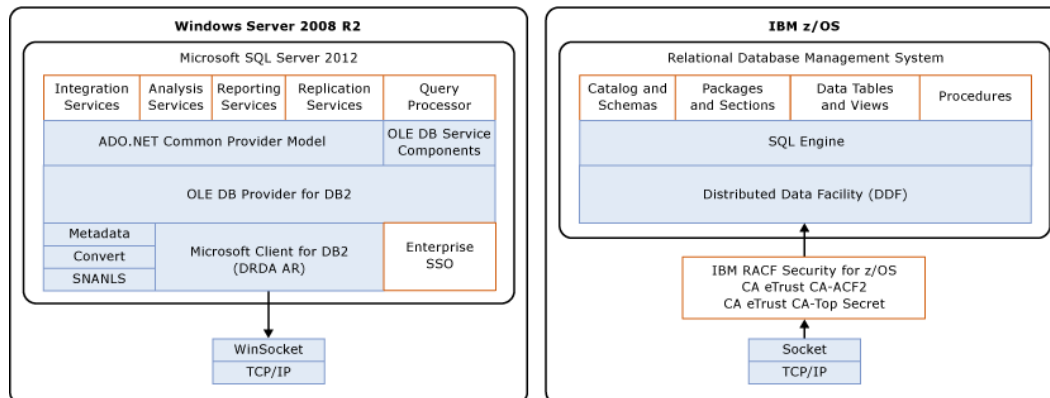 Windows Server 2008 R2
Microsoft SQL Server 2012
Integration
Services
Analysis
Services
Reporting
Services
Replication
Services
Query
Processor
ADO.NET Common Provider Model
OLE DB Service
Components
OLE DB Provider for DB2
Metadata
Convert
SNANLS
Microsoft Client for DB2
(DRDA AR)
Enterprise
SSO
WinSocket
TCP/IP
IBM z/OS
Relational Database Management System
Catalog and
Schemas
Packages
and Sections
Data Tables
and Views
Procedures
SQL Engine
Distributed Data Facility (DDF)
IBM RACF Security for z/OS
CA eTrust CA-ACF2
CA eTrust CA-Top Secret
Socket
TCP/IP